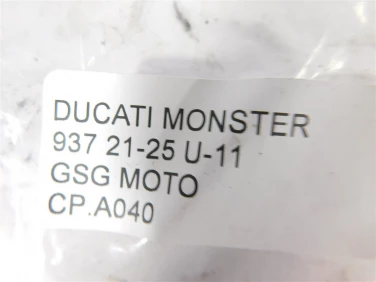 DUCATI MONSTER
937 21-25 U-11
GSG MOTO
CP.A040